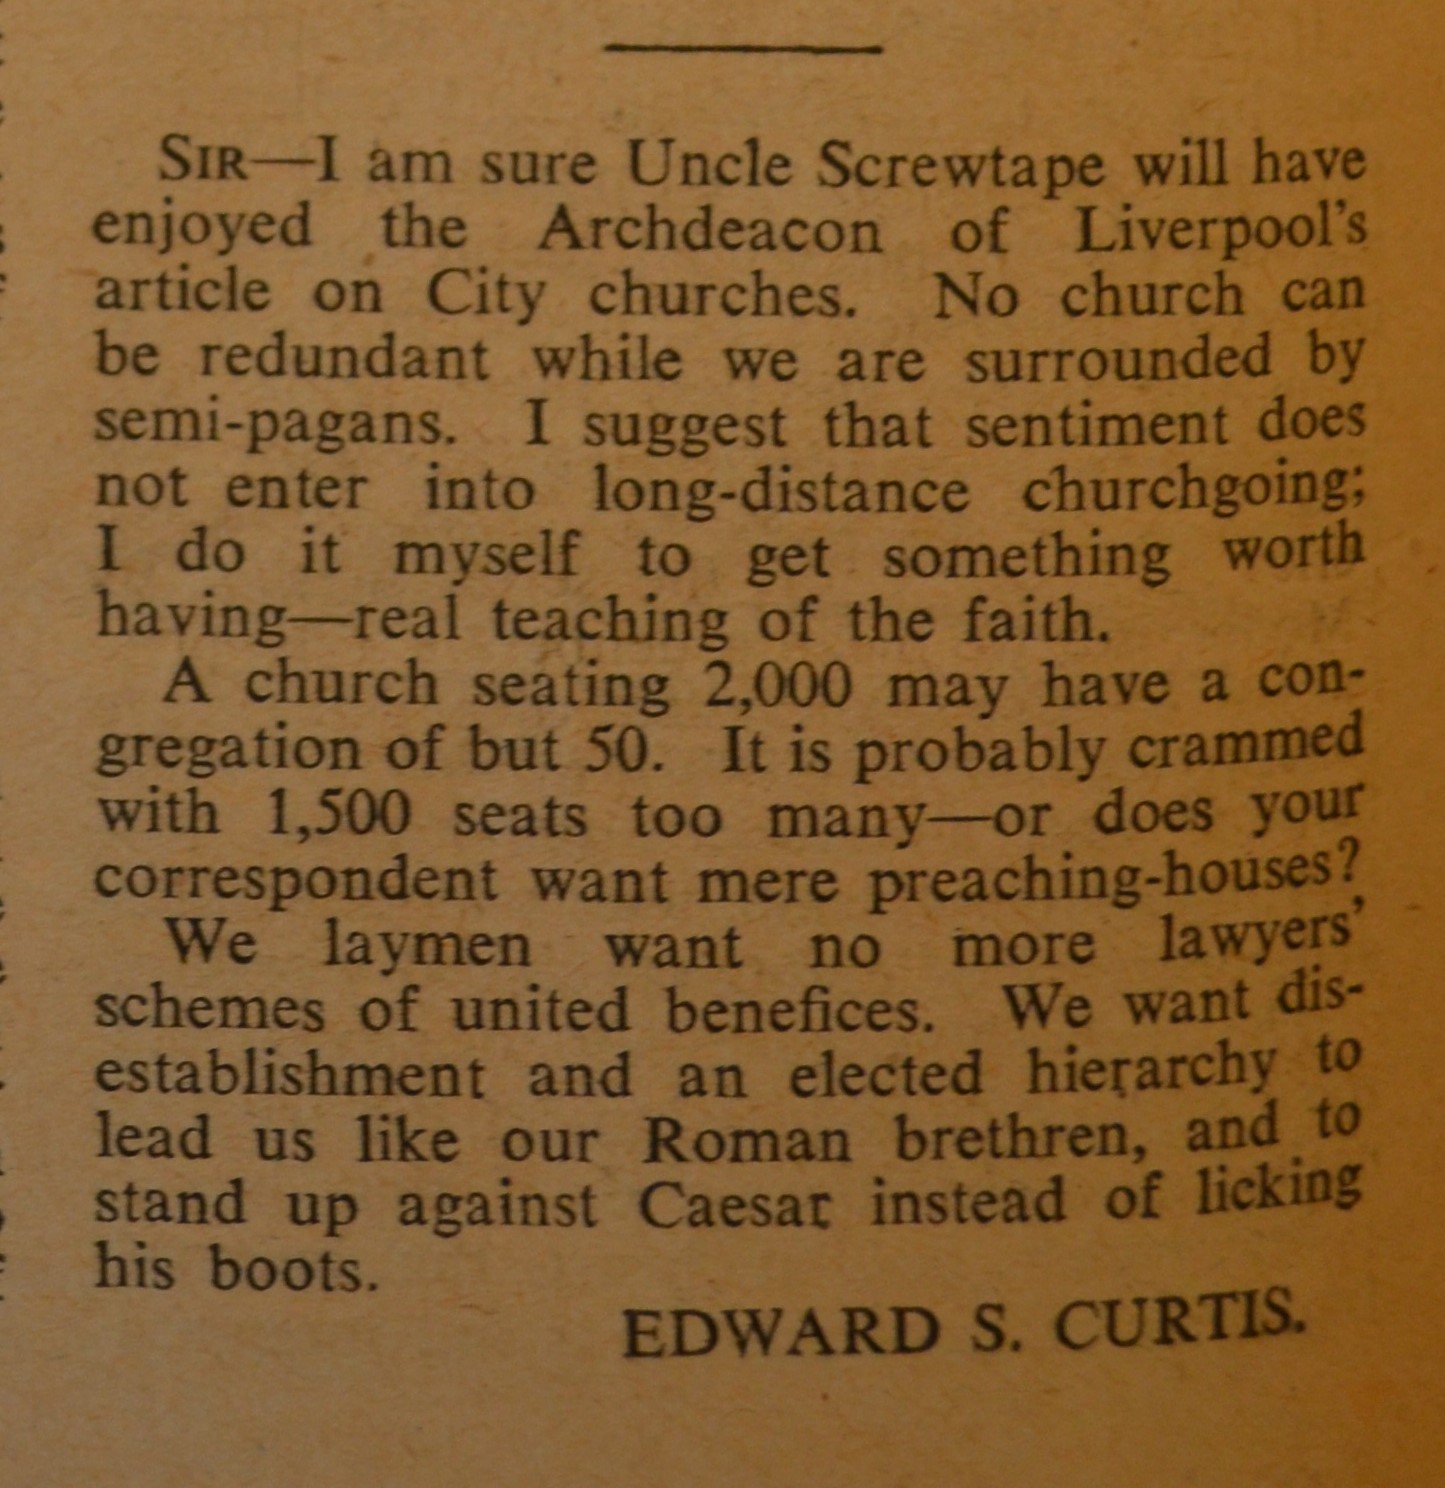 SIR—I am sure Uncle Screwtape will have
enjoyed the Archdeacon of Liverpool's
article on City churches. No church can
be redundant while we are surrounded by
semi-pagans. I suggest that sentiment does
not enter into long-distance churchgoing;
I do it myself to get something worth
having—real teaching of the faith.
A church seating 2,000 may have a con-
gregation of but 50. It is probably crammed
with 1,500 seats too many—or does your
correspondent want mere preaching-houses?
We laymen want no more lawyers'
schemes of united benefices. We want dis-
establishment and an elected hierarchy to
lead us like our Roman brethren, and to
stand up against Caesar instead of licking
his boots.
EDWARD S. CURTIS.